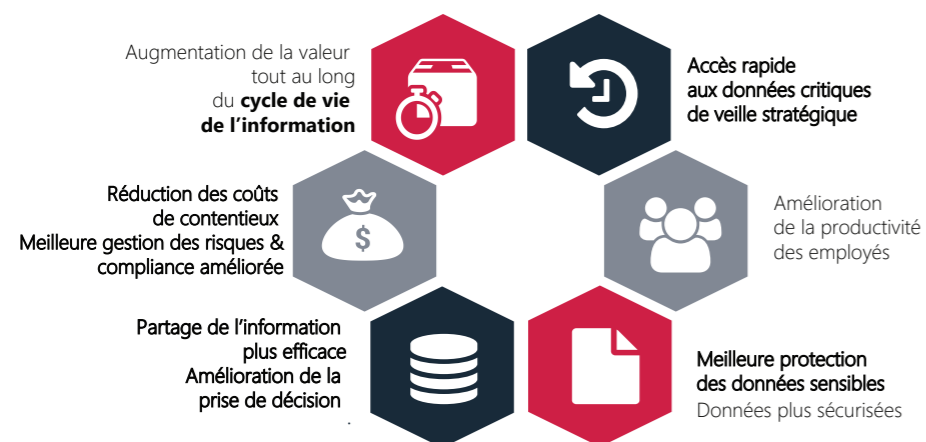 Augmentation de la valeur
tout au long
du cycle de vie
de l'information
Accès rapide
aux données critiques
de veille stratégique
Réduction des coûts
de contentieux
Meilleure gestion des risques &
compliance améliorée
$
Amélioration
de la productivité
des employés
Partage de l'information
plus efficace
Amélioration de la
prise de décision
.
Meilleure protection
des données sensibles
Données plus sécurisées